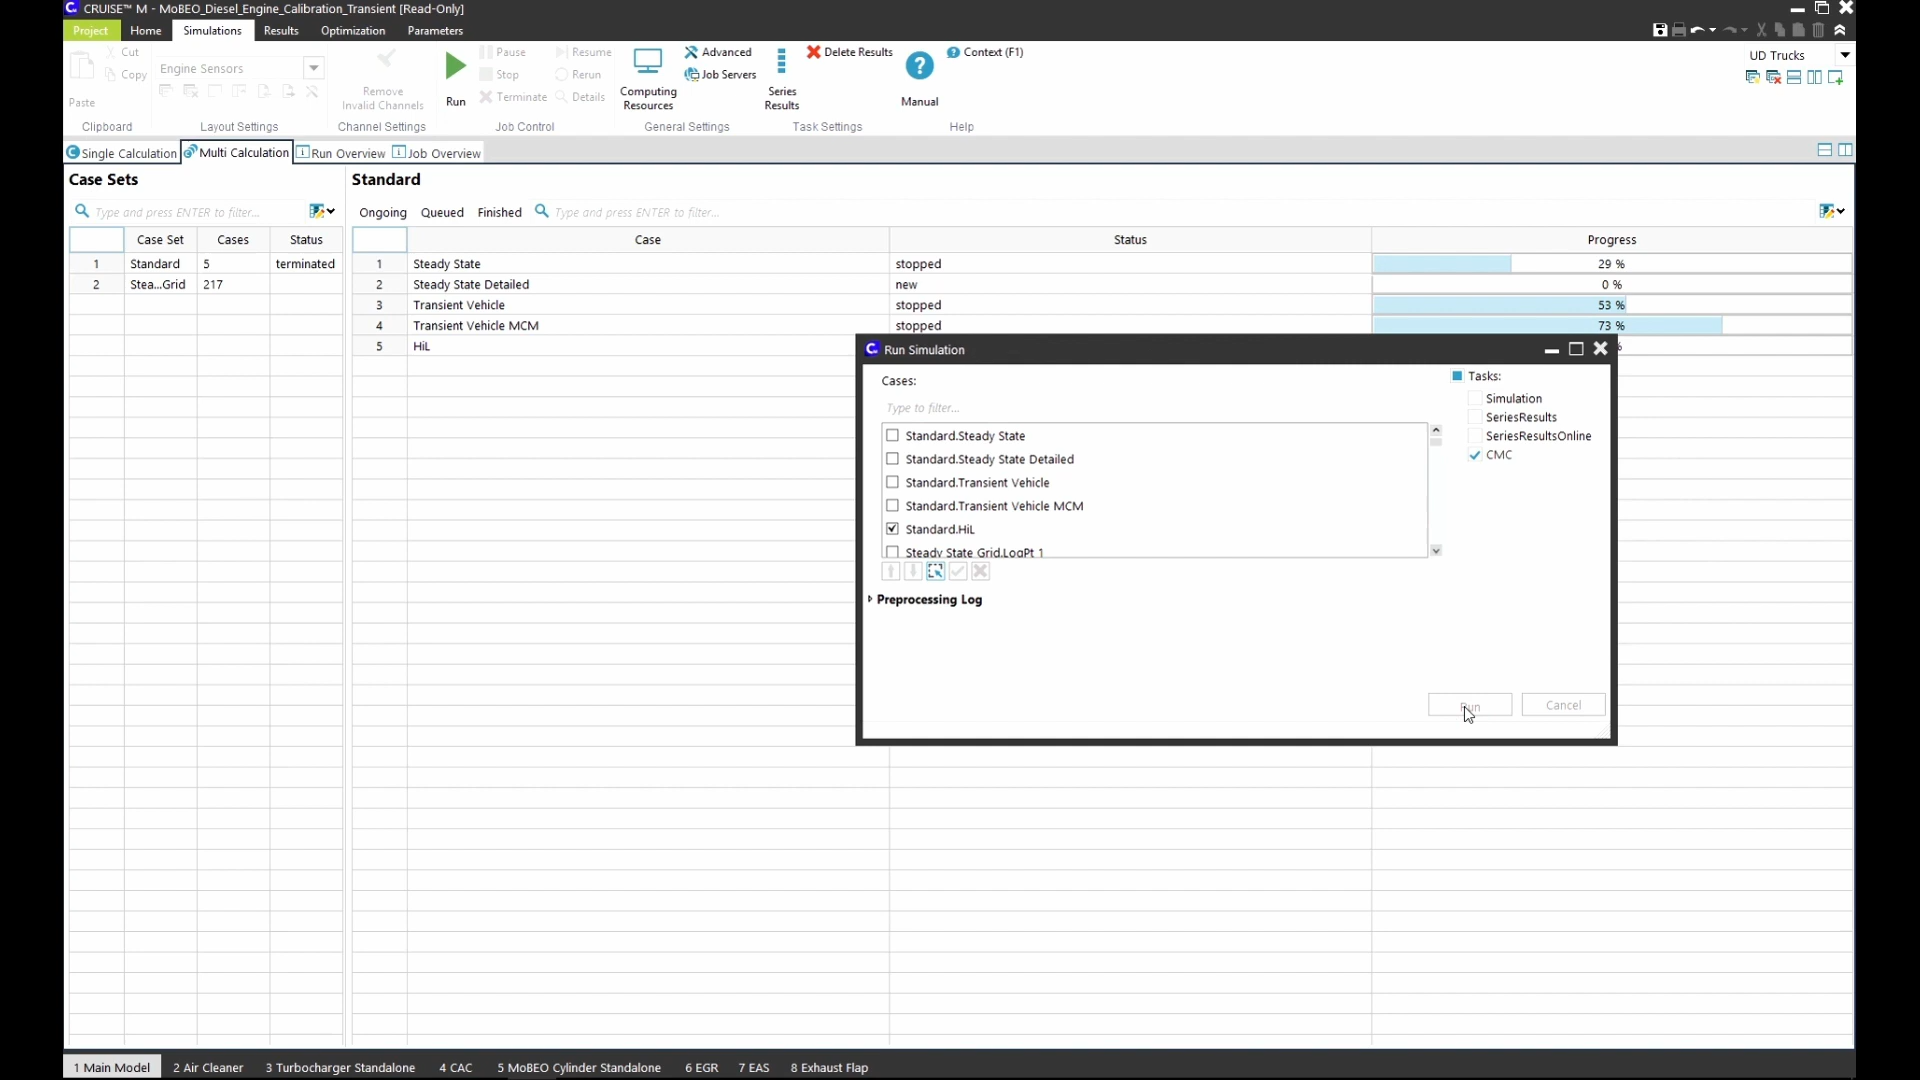 CRUISE™ M - MoBEO_Diesel_Engine_Calibration_Transient [Read-Only]
Project Home Simulations Results Optimization Parameters
Cut
Copy
Paste
Clipboard
Engine Sensors
Layout Settings
Remove
Invalid Channels
Channel Settings
Run
Pause
Stop
Terminate
Resume
Rerun
Details
Job Control
Computing
Resources
Advanced
Job Servers
General Settings
Series
Results
Delete Results
Task Settings
Manual
Context (F1)
Help
UD Trucks
Single Calculation Multi Calculation Run Overview Job Overview
Case Sets
Type and press ENTER to filter...
Case Set Cases Status
1 Standard 5 terminated
2 Stea...Grid 217
Standard
Ongoing Queued Finished Type and press ENTER to filter...
Case Status Progress
1 Steady State stopped 29 %
2 Steady State Detailed new 0 %
3 Transient Vehicle stopped 53 %
4 Transient Vehicle MCM stopped 73 %
5 HiL %
Run Simulation
Cases:
Type to filter...
Standard.Steady State
Standard.Steady State Detailed
Standard.Transient Vehicle
Standard.Transient Vehicle MCM
Standard.HiL
Steady State Grid.LogPt 1
Tasks:
Simulation
SeriesResults
SeriesResultsOnline
CMC
Preprocessing Log
Run Cancel
1 Main Model 2 Air Cleaner 3 Turbocharger Standalone 4 CAC 5 MoBEO Cylinder Standalone 6 EGR 7 EAS 8 Exhaust Flap